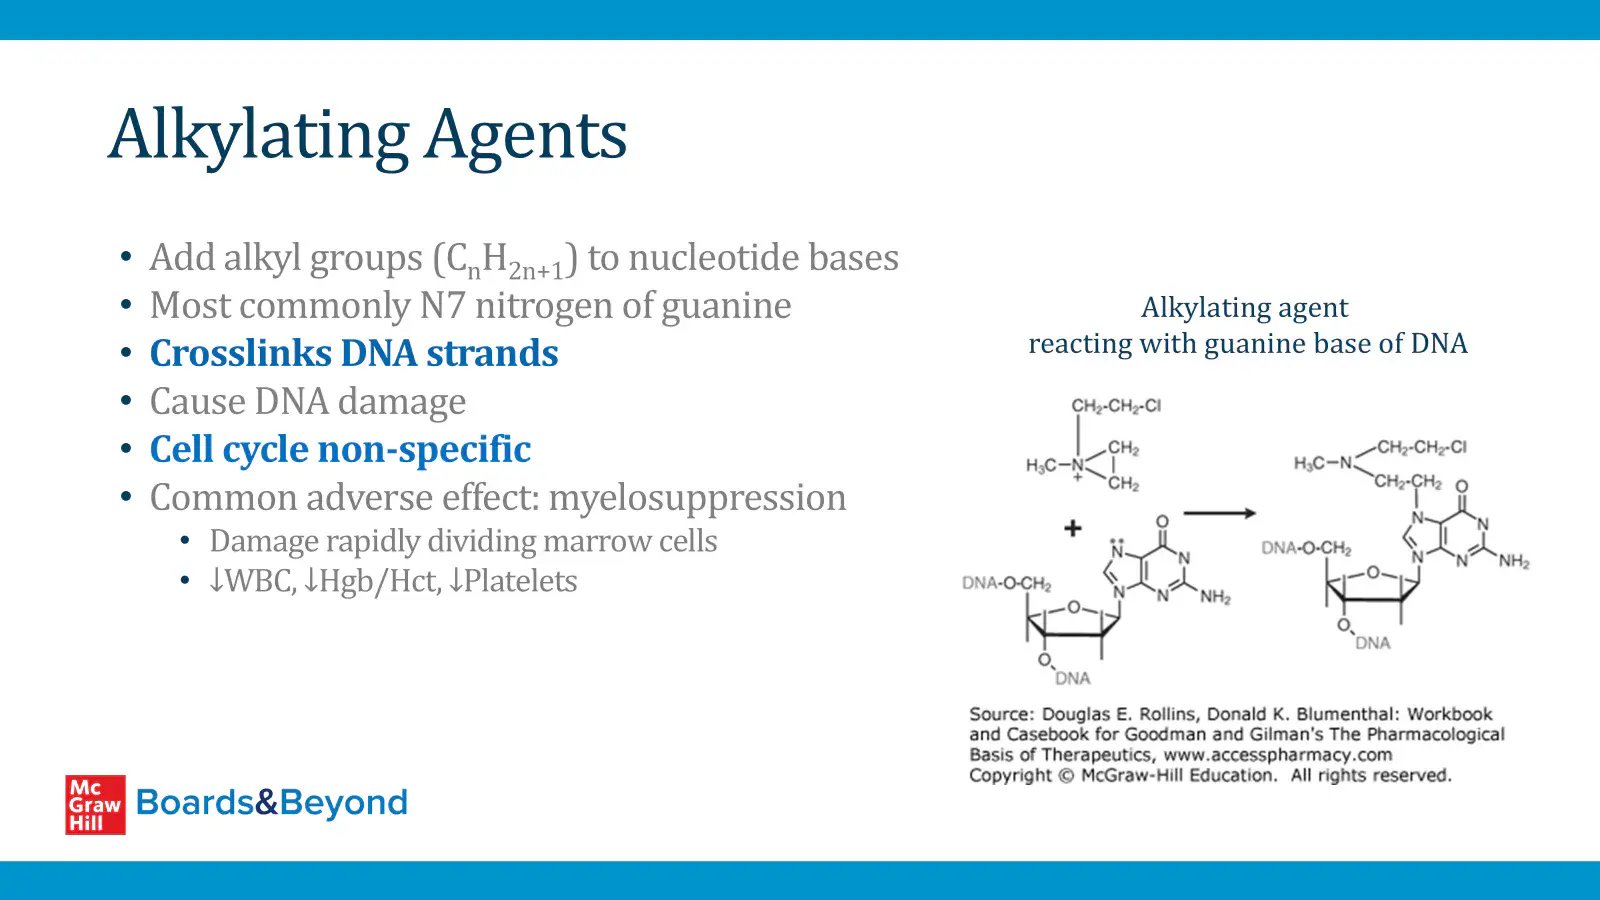 Alkylating Agents
• Add alkyl groups (CnH2n+1) to nucleotide bases
• Most commonly N7 nitrogen of guanine
• Crosslinks DNA strands
• Cause DNA damage
• Cell cycle non-specific
• Common adverse effect: myelosuppression
• Damage rapidly dividing marrow cells
• ↓WBC, ↓Hgb/Hct, ↓Platelets
Alkylating agent
reacting with guanine base of DNA
CH2-CH2-Cl
CH2
H3C-N
+
CH2
+
O
N
N
DNA-O-CH2
N
N
NH2
O
O
DNA
CH2-CH2-Cl
H3C-N
CH2-CH2
O
N
N
DNA-O-CH2
N
N
NH2
O
O
DNA
Source: Douglas E. Rollins, Donald K. Blumenthal: Workbook
and Casebook for Goodman and Gilman's The Pharmacological
Basis of Therapeutics, www.accesspharmacy.com
Copyright © McGraw-Hill Education. All rights reserved.
Mc
Graw
Hill
Boards&Beyond